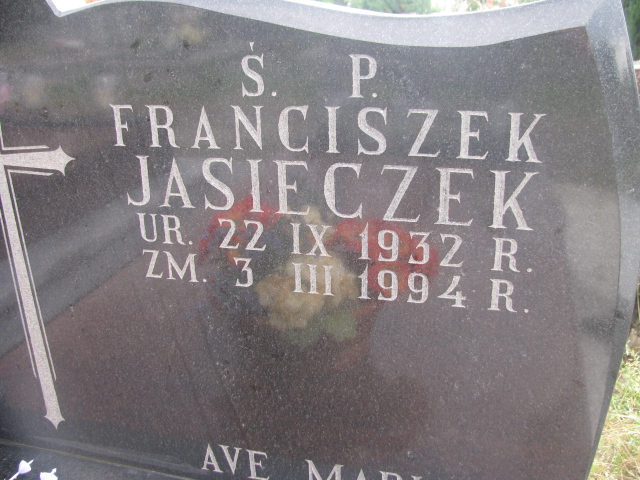 Ś. P.
FRANCISZEK
JASIECZEK
UR. 22 IX 1932 R.
ZM. 3 III 1994 R.
AVE